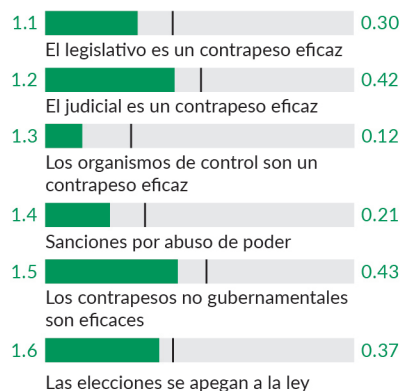 1.1 0.30
El legislativo es un contrapeso eficaz
1.2 0.42
El judicial es un contrapeso eficaz
1.3 0.12
Los organismos de control son un
contrapeso eficaz
1.4 0.21
Sanciones por abuso de poder
1.5 0.43
Los contrapesos no gubernamentales
son eficaces
1.6 0.37
Las elecciones se apegan a la ley